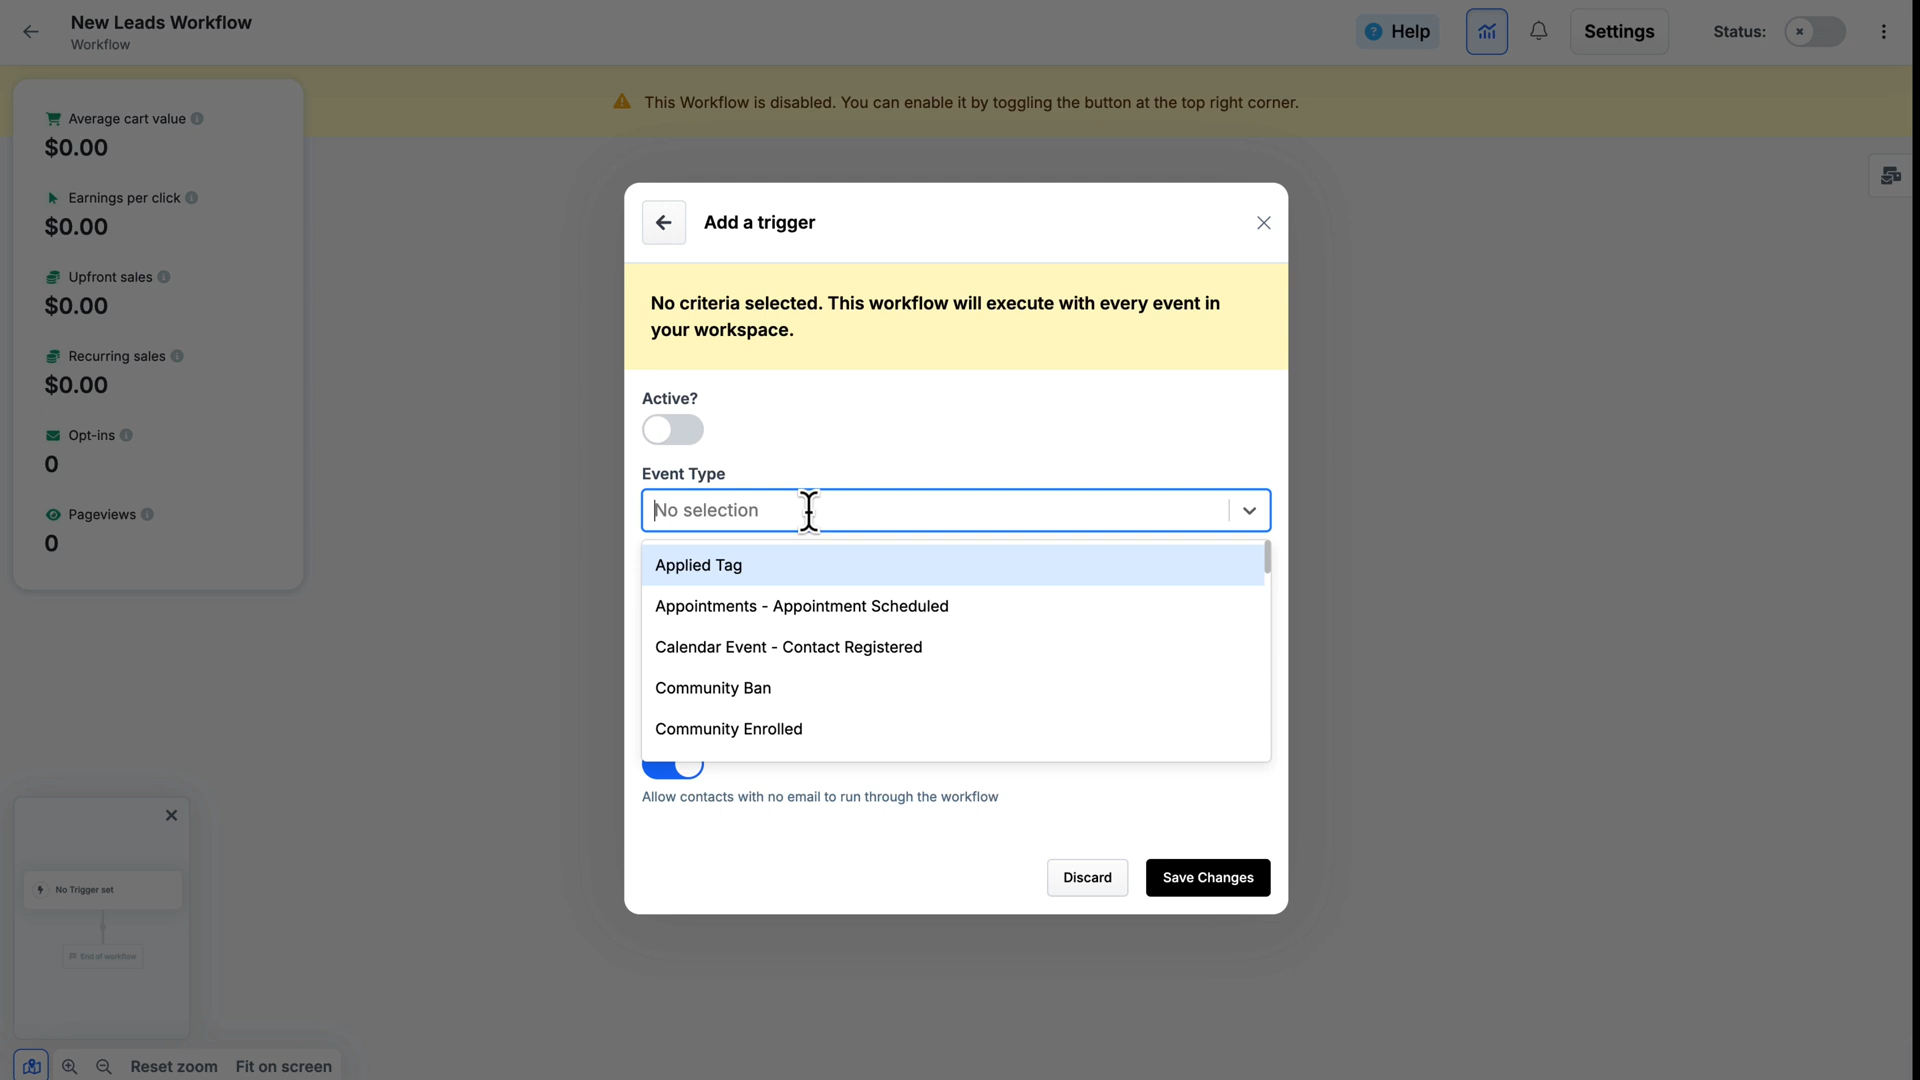 New Leads Workflow
Workflow
Help
Settings
Status:
This Workflow is disabled. You can enable it by toggling the button at the top right corner.
Average cart value
$0.00
Earnings per click
$0.00
Upfront sales
$0.00
Recurring sales
$0.00
Opt-ins
0
Pageviews
0
Add a trigger
No criteria selected. This workflow will execute with every event in
your workspace.
Active?
Event Type
No selection
Applied Tag
Appointments - Appointment Scheduled
Calendar Event - Contact Registered
Community Ban
Community Enrolled
Allow contacts with no email to run through the workflow
Discard
Save Changes
No Trigger set
End of workflow
Reset zoom
Fit on screen